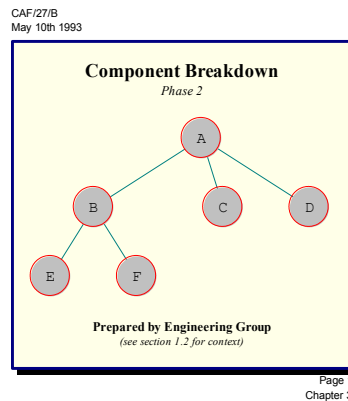 CAF/27/B
May 10th 1993
Component Breakdown
Phase 2
A
B
C
D
E
F
Prepared by Engineering Group
(see section 1.2 for context)
Page
Chapter